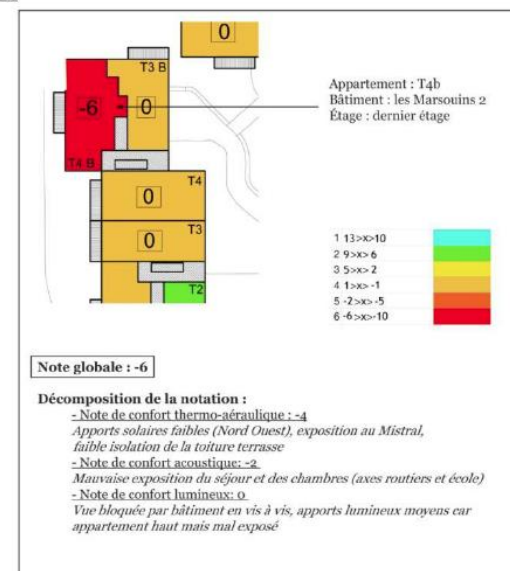 0
T3 B
-6
0
T4 B
T4
0
T3
0
T2
Appartement : T4b
Bâtiment : les Marsouins 2
Étage : dernier étage
1 13>x>10
2 9>x> 6
3 5>x> 2
4 1>x> -1
5 -2>x> -5
6 -6>x>-10
Note globale : -6
Décomposition de la notation :
- Note de confort thermo-aéraulique : -4
Apports solaires faibles (Nord Ouest), exposition au Mistral,
faible isolation de la toiture terrasse
- Note de confort acoustique: -2
Mauvaise exposition du séjour et des chambres (axes routiers et école)
- Note de confort lumineux: 0
Vue bloquée par bâtiment en vis à vis, apports lumineux moyens car
appartement haut mais mal exposé